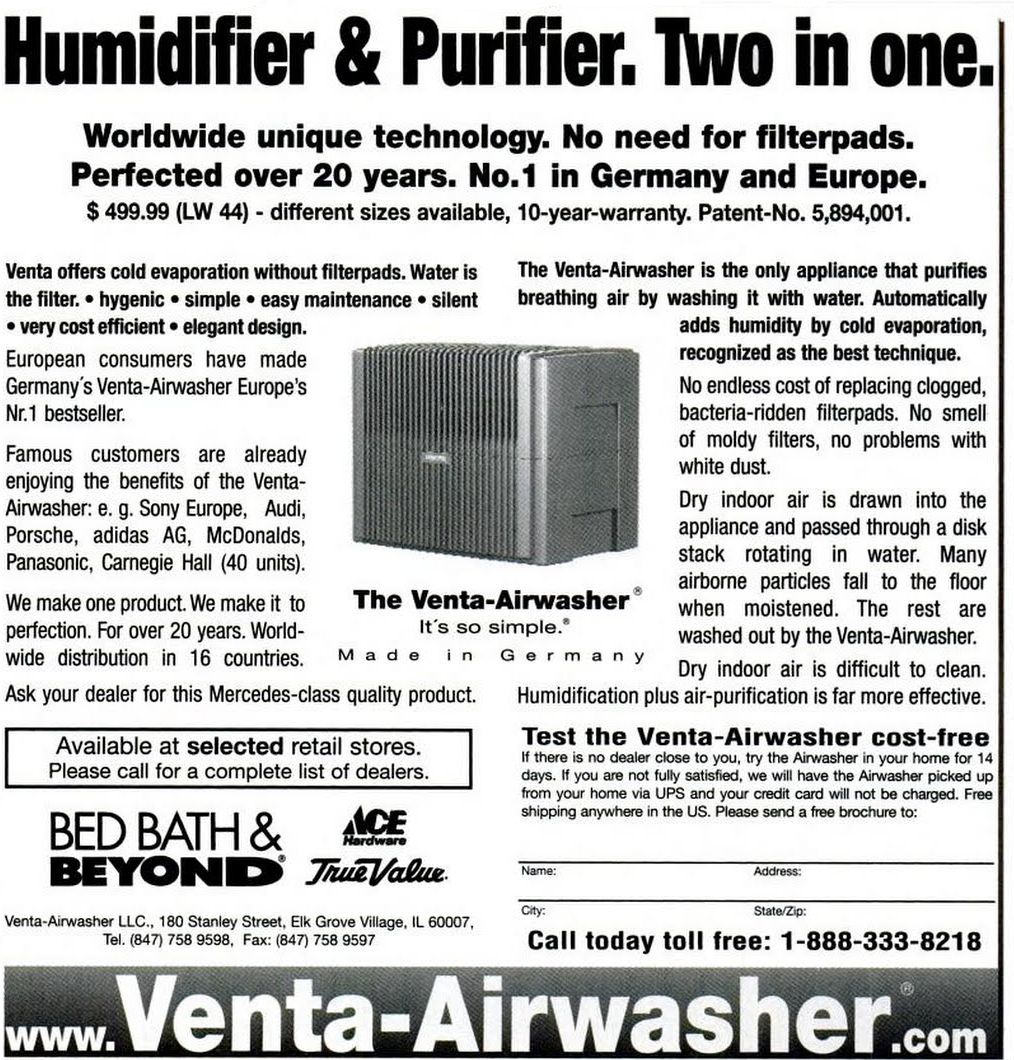 Humidifier & Purifier. Two in one.
Worldwide unique technology. No need for filterpads.
Perfected over 20 years. No.1 in Germany and Europe.
$ 499.99 (LW 44) - different sizes available, 10-year-warranty. Patent-No. 5,894,001.
Venta offers cold evaporation without filterpads. Water is
the filter. • hygenic • simple • easy maintenance • silent
• very cost efficient • elegant design.
European consumers have made
Germany´s Venta-Airwasher Europe's
Nr.1 bestseller.
Famous customers are already
enjoying the benefits of the Venta-
Airwasher: e. g. Sony Europe, Audi,
Porsche, adidas AG, McDonalds,
Panasonic, Carnegie Hall (40 units).
We make one product. We make it to
perfection. For over 20 years. World-
wide distribution in 16 countries.
Ask your dealer for this Mercedes-class quality product.
The Venta-Airwasher®
It´s so simple.®
Made in Germany
The Venta-Airwasher is the only appliance that purifies
breathing air by washing it with water. Automatically
adds humidity by cold evaporation,
recognized as the best technique.
No endless cost of replacing clogged,
bacteria-ridden filterpads. No smell
of moldy filters, no problems with
white dust.
Dry indoor air is drawn into the
appliance and passed through a disk
stack rotating in water. Many
airborne particles fall to the floor
when moistened. The rest are
washed out by the Venta-Airwasher.
Dry indoor air is difficult to clean.
Humidification plus air-purification is far more effective.
Available at selected retail stores.
Please call for a complete list of dealers.
BED BATH &
BEYOND®
ACE
Hardware
True Value.
Venta-Airwasher LLC., 180 Stanley Street, Elk Grove Village, IL 60007,
Tel. (847) 758 9598, Fax: (847) 758 9597
Test the Venta-Airwasher cost-free
If there is no dealer close to you, try the Airwasher in your home for 14
days. If you are not fully satisfied, we will have the Airwasher picked up
from your home via UPS and your credit card will not be charged. Free
shipping anywhere in the US. Please send a free brochure to:
Name: Address:
City: State/Zip:
Call today toll free: 1-888-333-8218
www.Venta-Airwasher®.com